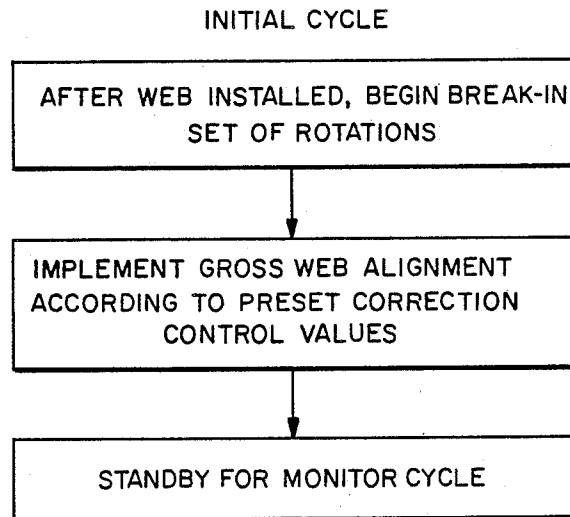 INITIAL CYCLE
AFTER WEB INSTALLED, BEGIN BREAK-IN
SET OF ROTATIONS
IMPLEMENT GROSS WEB ALIGNMENT
ACCORDING TO PRESET CORRECTION
CONTROL VALUES
STANDBY FOR MONITOR CYCLE